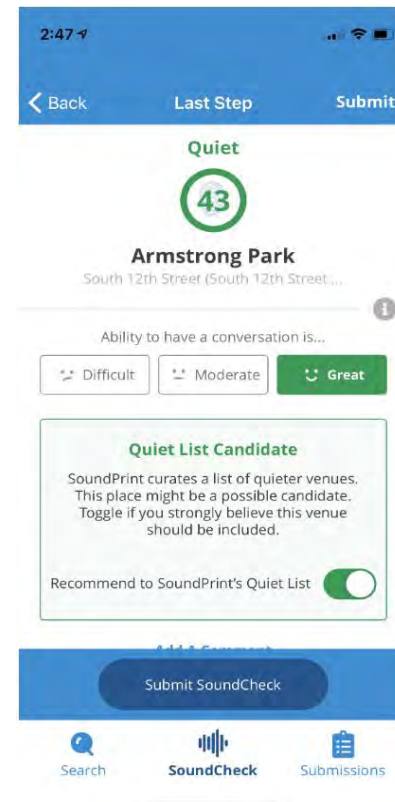 2:47
Back Last Step Submit
Quiet
43
Armstrong Park
South 12th Street (South 12th Street ...
Ability to have a conversation is...
Difficult Moderate Great
Quiet List Candidate
SoundPrint curates a list of quieter venues.
This place might be a possible candidate.
Toggle if you strongly believe this venue
should be included.
Recommend to SoundPrint's Quiet List
Add A Comment
Submit SoundCheck
Search SoundCheck Submissions